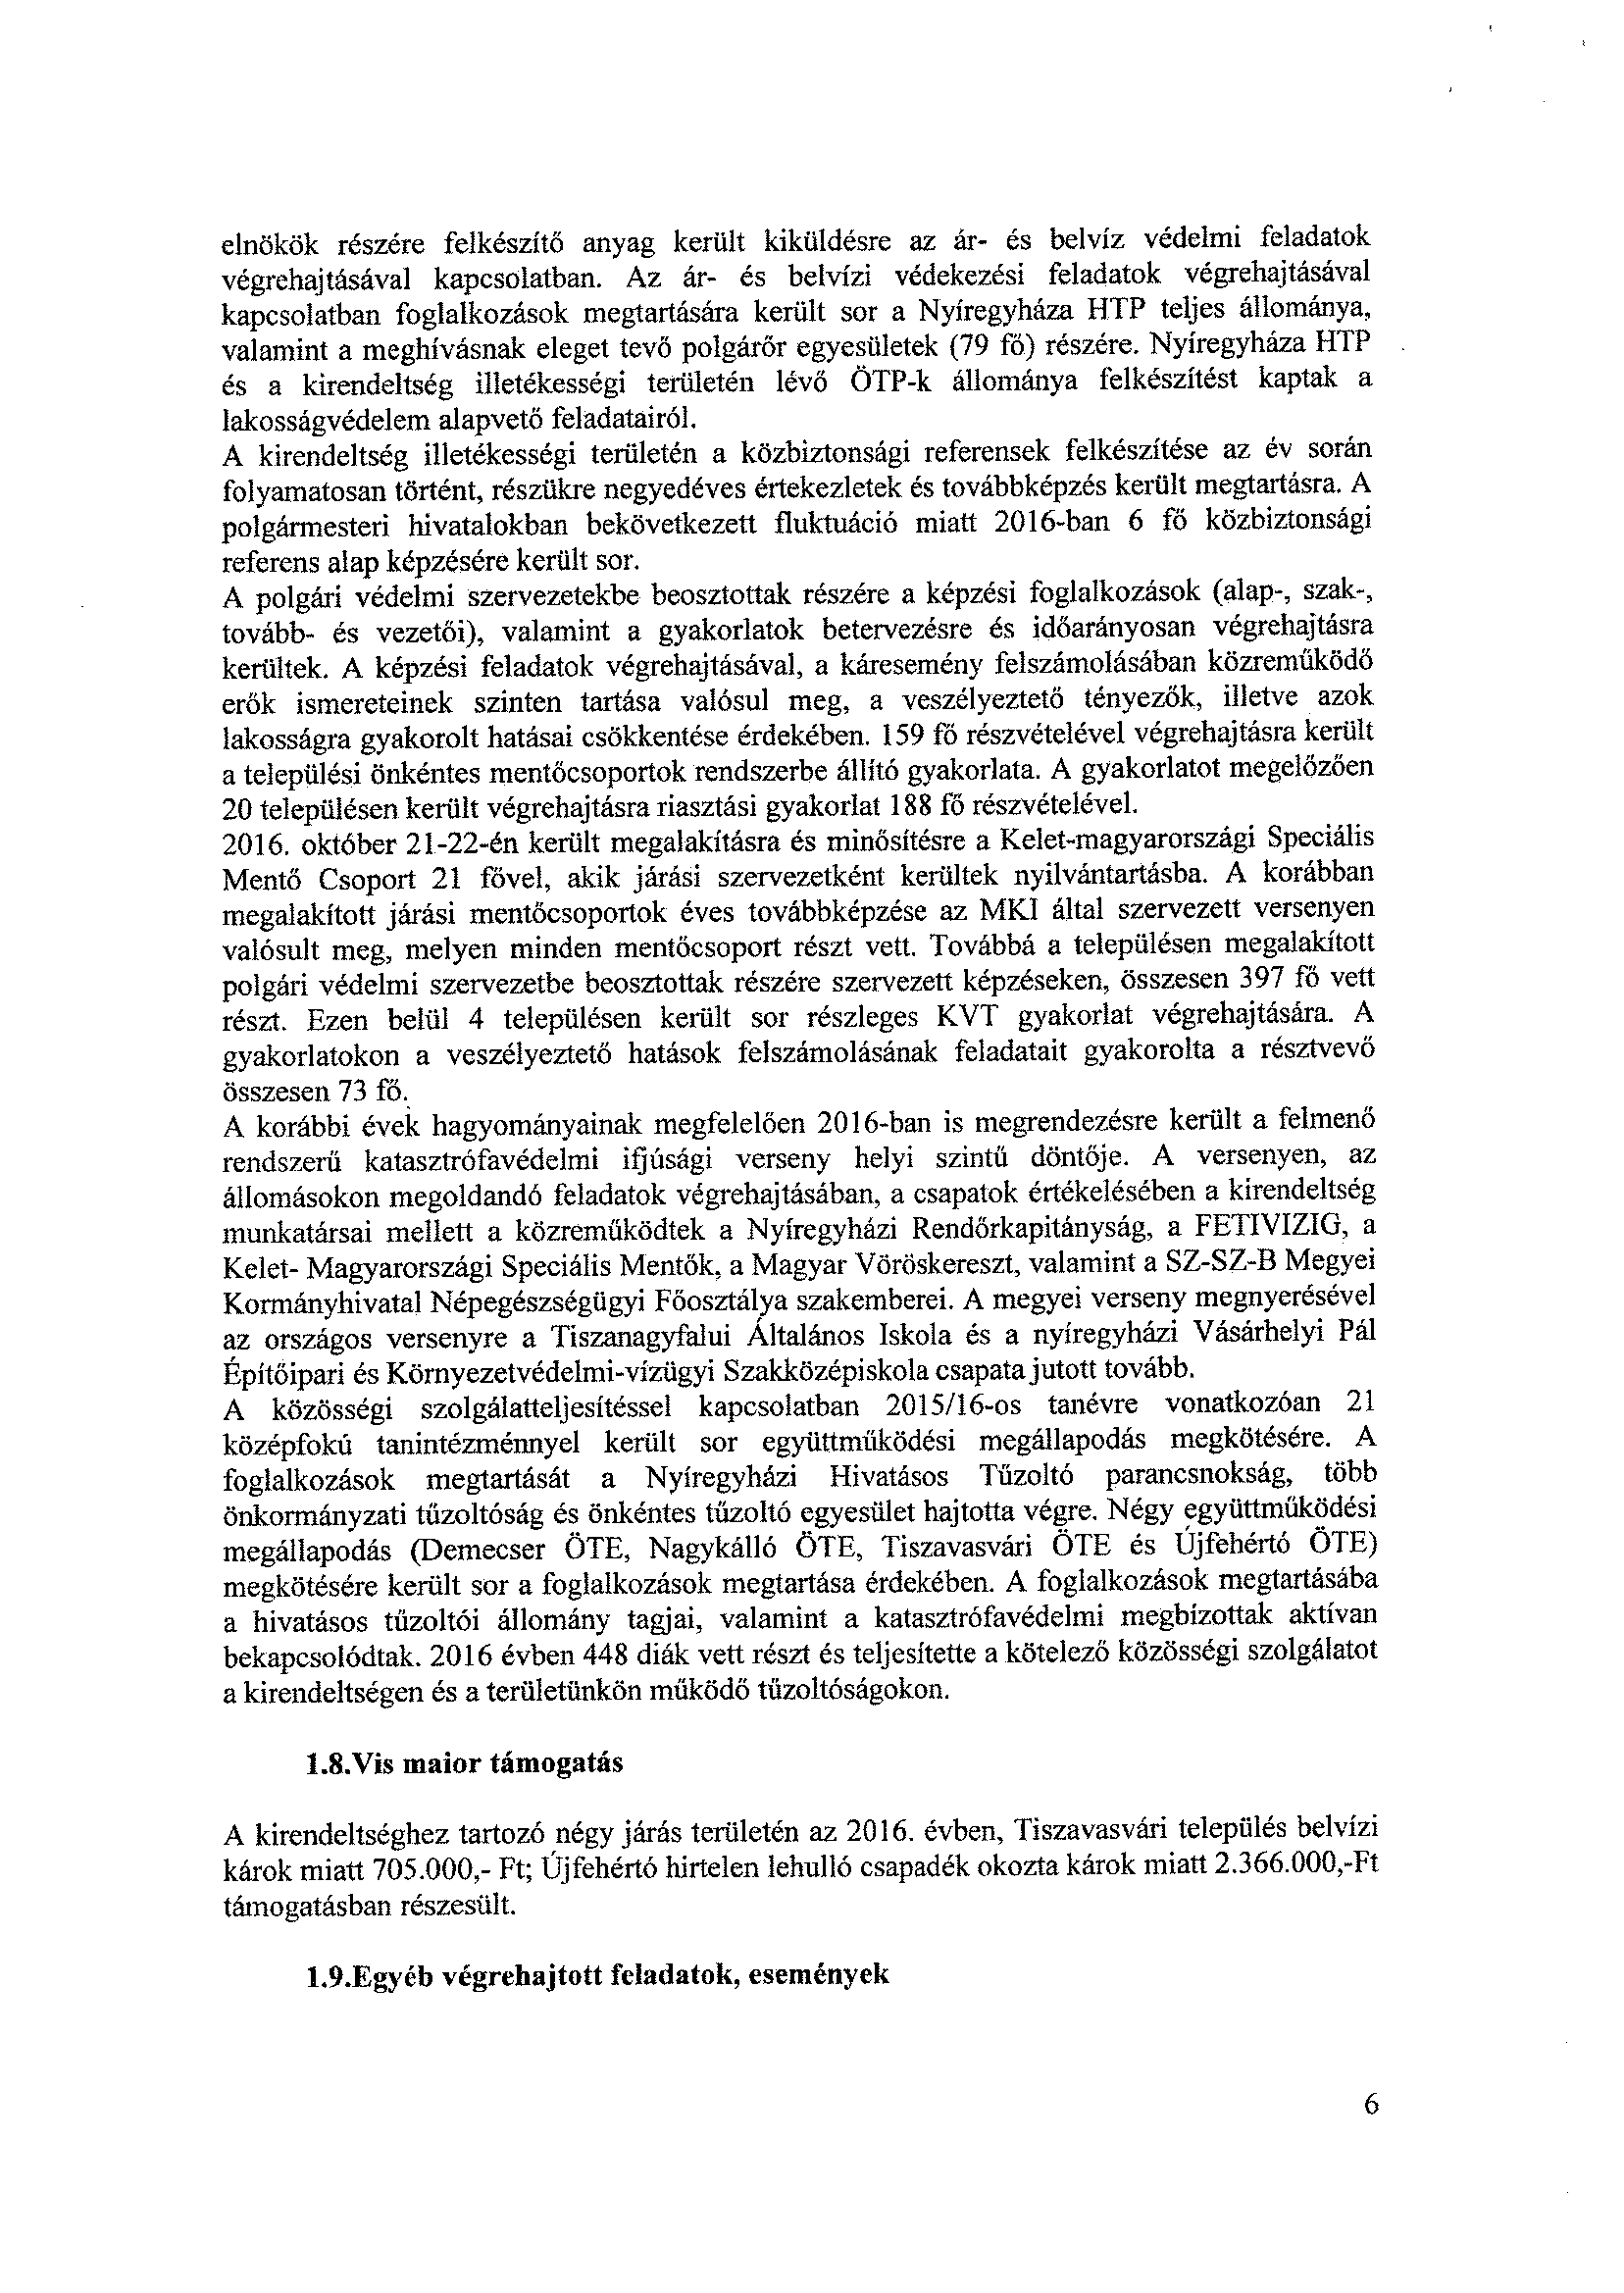 elnökök részére felkészítő anyag került kiküldésre az ár- és belvíz védelmi feladatok
végrehajtásával kapcsolatban. Az ár- és belvízi védekezési feladatok végrehajtásával
kapcsolatban foglalkozások megtartására került sor a Nyíregyháza HTP teljes állománya,
valamint a meghívásnak eleget tevő polgárőr egyesületek (79 fő) részére. Nyíregyháza HTP
és a kirendeltség illetékességi területén lévő ÖTP-k állománya felkészítést kaptak a
lakosságvédelem alapvető feladatairól.
A kirendeltség illetékességi területén a közbiztonsági referensek felkészítése az év során
folyamatosan történt, részükre negyedéves értekezletek és továbbképzés került megtartásra. A
polgármesteri hivatalokban bekövetkezett fluktuáció miatt 2016-ban 6 fő közbiztonsági
referens alap képzésére került sor.
A polgári védelmi szervezetekbe beosztottak részére a képzési foglalkozások (alap-, szak-,
tovább- és vezetői), valamint a gyakorlatok betervezésre és időarányosan végrehajtásra
kerültek. A képzési feladatok végrehajtásával, a káresemény felszámolásában közreműködő
erők ismereteinek szinten tartása valósul meg, a veszélyeztető tényezők, illetve azok
lakosságra gyakorolt hatásai csökkentése érdekében. 159 fő részvételével végrehajtásra került
a települési önkéntes mentőcsoportok rendszerbe állító gyakorlata. A gyakorlatot megelőzően
20 településen került végrehajtásra riasztási gyakorlat 188 fő részvételével.
2016. október 21-22-én került megalakításra és minősítésre a Kelet-magyarországi Speciális
Mentő Csoport 21 fővel, akik járási szervezetként kerültek nyilvántartásba. A korábban
megalakított járási mentőcsoportok éves továbbképzése az MKI által szervezett versenyen
valósult meg, melyen minden mentőcsoport részt vett. Továbbá a településen megalakított
polgári védelmi szervezetbe beosztottak részére szervezett képzéseken, összesen 397 fő vett
részt. Ezen belül 4 településen került sor részleges KVT gyakorlat végrehajtására. A
gyakorlatokon a veszélyeztető hatások felszámolásának feladatait gyakorolta a résztvevő
összesen 73 fő.
A korábbi évek hagyományainak megfelelően 2016-ban is megrendezésre került a felmenő
rendszerű katasztrófavédelmi ifjúsági verseny helyi szintű döntője. A versenyen, az
állomásokon megoldandó feladatok végrehajtásában, a csapatok értékelésében a kirendeltség
munkatársai mellett a közreműködtek a Nyíregyházi Rendőrkapitányság, a FETIVIZIG, a
Kelet- Magyarországi Speciális Mentők, a Magyar Vöröskereszt, valamint a SZ-SZ-B Megyei
Kormányhivatal Népegészségügyi Főosztálya szakemberei. A megyei verseny megnyerésével
az országos versenyre a Tiszanagyfalui Általános Iskola és a nyíregyházi Vásárhelyi Pál
Építőipari és Környezetvédelmi-vízügyi Szakközépiskola csapata jutott tovább.
A közösségi szolgálatteljesítéssel kapcsolatban 2015/16-os tanévre vonatkozóan 21
középfokú tanintézménnyel került sor együttműködési megállapodás megkötésére. A
foglalkozások megtartását a Nyíregyházi Hivatásos Tűzoltó parancsnokság, több
önkormányzati tűzoltóság és önkéntes tűzoltó egyesület hajtotta végre. Négy együttműködési
megállapodás (Demecser ÖTE, Nagykálló ÖTE, Tiszavasvári ÖTE és Újfehértó ÖTE)
megkötésére került sor a foglalkozások megtartása érdekében. A foglalkozások megtartásába
a hivatásos tűzoltói állomány tagjai, valamint a katasztrófavédelmi megbízottak aktívan
bekapcsolódtak. 2016 évben 448 diák vett részt és teljesítette a kötelező közösségi szolgálatot
a kirendeltségen és a területünkön működő tűzoltóságokon.
1.8.Vis maior támogatás
A kirendeltséghez tartozó négy járás területén az 2016. évben, Tiszavasvári település belvízi
károk miatt 705.000,- Ft; Újfehértó hirtelen lehulló csapadék okozta károk miatt 2.366.000,-Ft
támogatásban részesült.
1.9.Egyéb végrehajtott feladatok, események
6